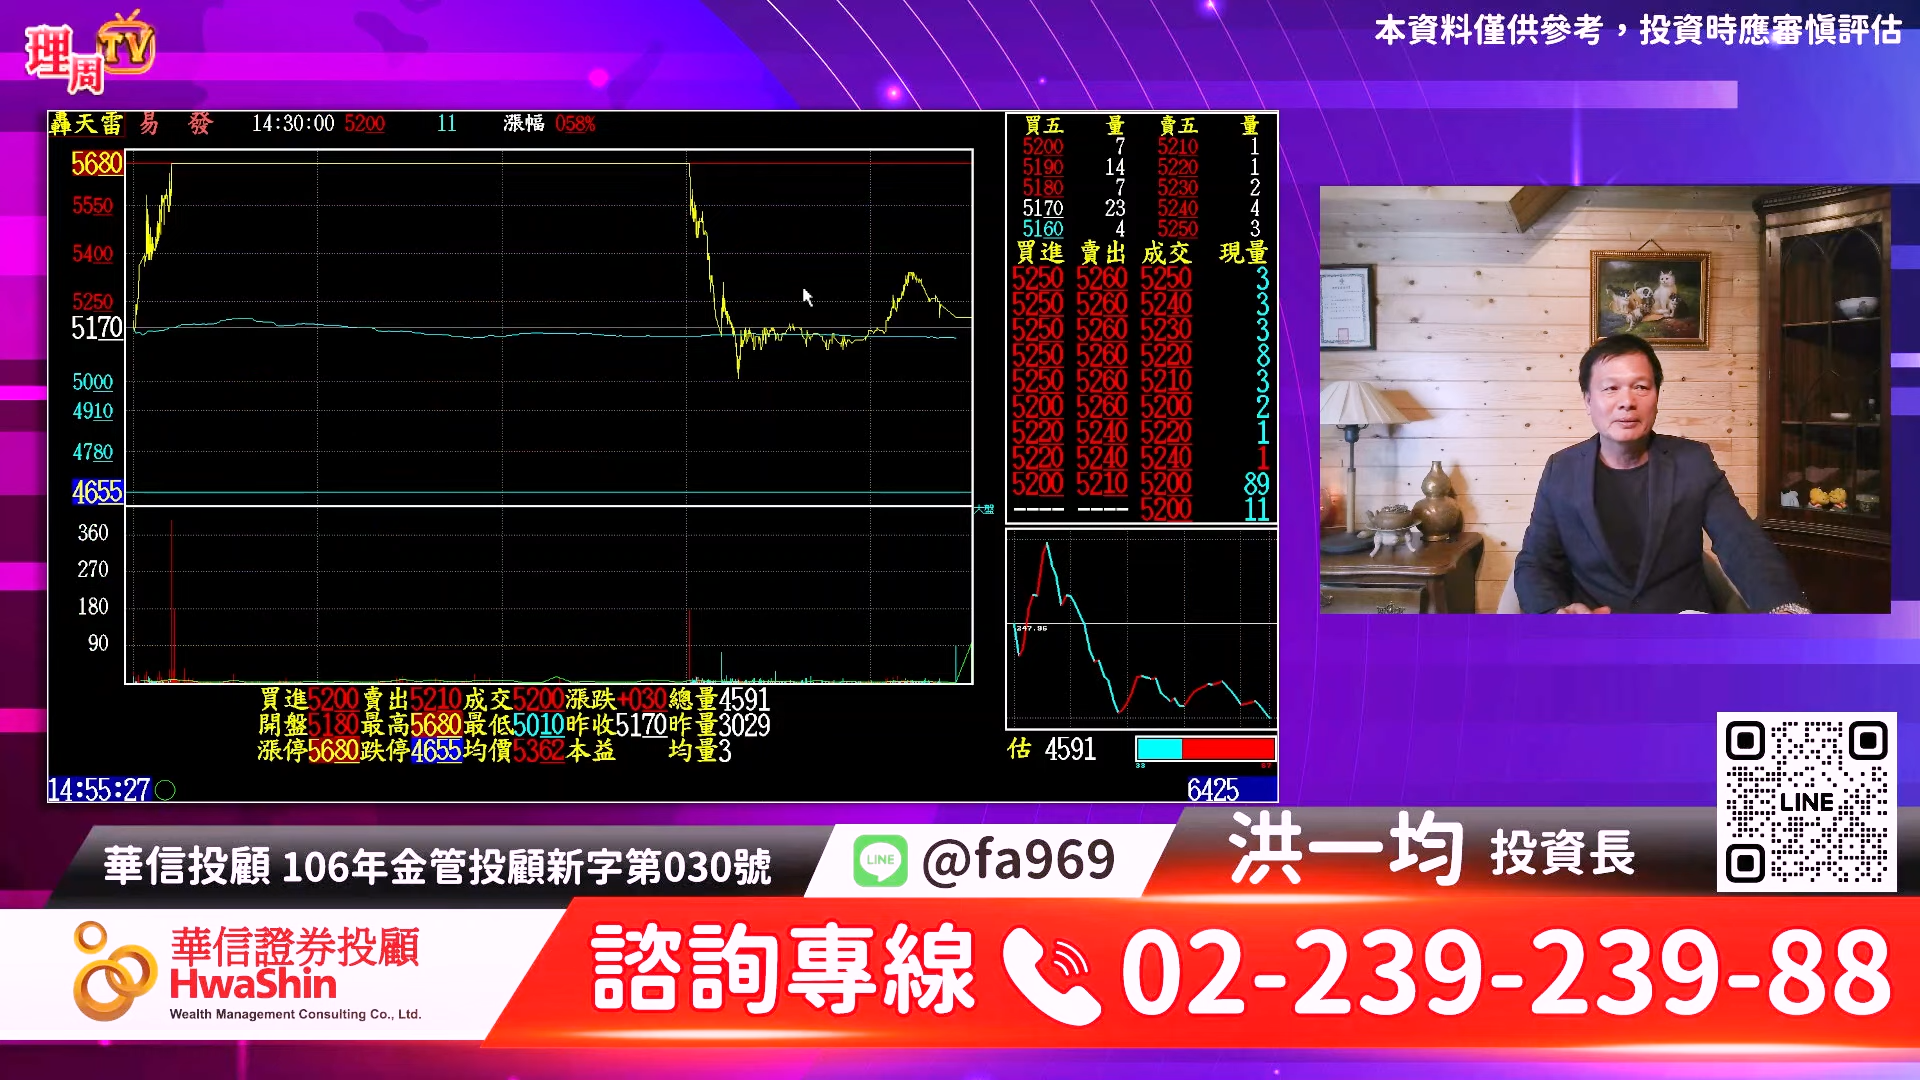 理周TV
本資料僅供參考，投資時應審慎評估
轟天雷 易 發 14:30:00 5200 11 漲幅 058%
5680
5550
5400
5250
5170
5000
4910
4780
4655
大盤
360
270
180
90
買五 量 賣五 量
5200 7 5210 1
5190 14 5220 1
5180 7 5230 2
5170 23 5240 4
5160 4 5250 3
買進 賣出 成交 現量
5250 5260 5250 3
5250 5260 5240 3
5250 5260 5230 3
5250 5260 5220 8
5250 5260 5210 3
5200 5260 5200 2
5220 5240 5220 1
5220 5240 5240 1
5200 5210 5200 89
---- ---- 5200 11
247.96
買進5200賣出5210成交5200漲跌+030總量4591
開盤5180最高5680最低5010昨收5170昨量3029
漲停5680跌停4655均價5362本益 均量3
估 4591
33 67
14:55:27
6425
華信投顧 106年金管投顧新字第030號
LINE @fa969
洪一均 投資長
LINE
華信證券投顧
HwaShin
Wealth Management Consulting Co., Ltd.
諮詢專線 02-239-239-88